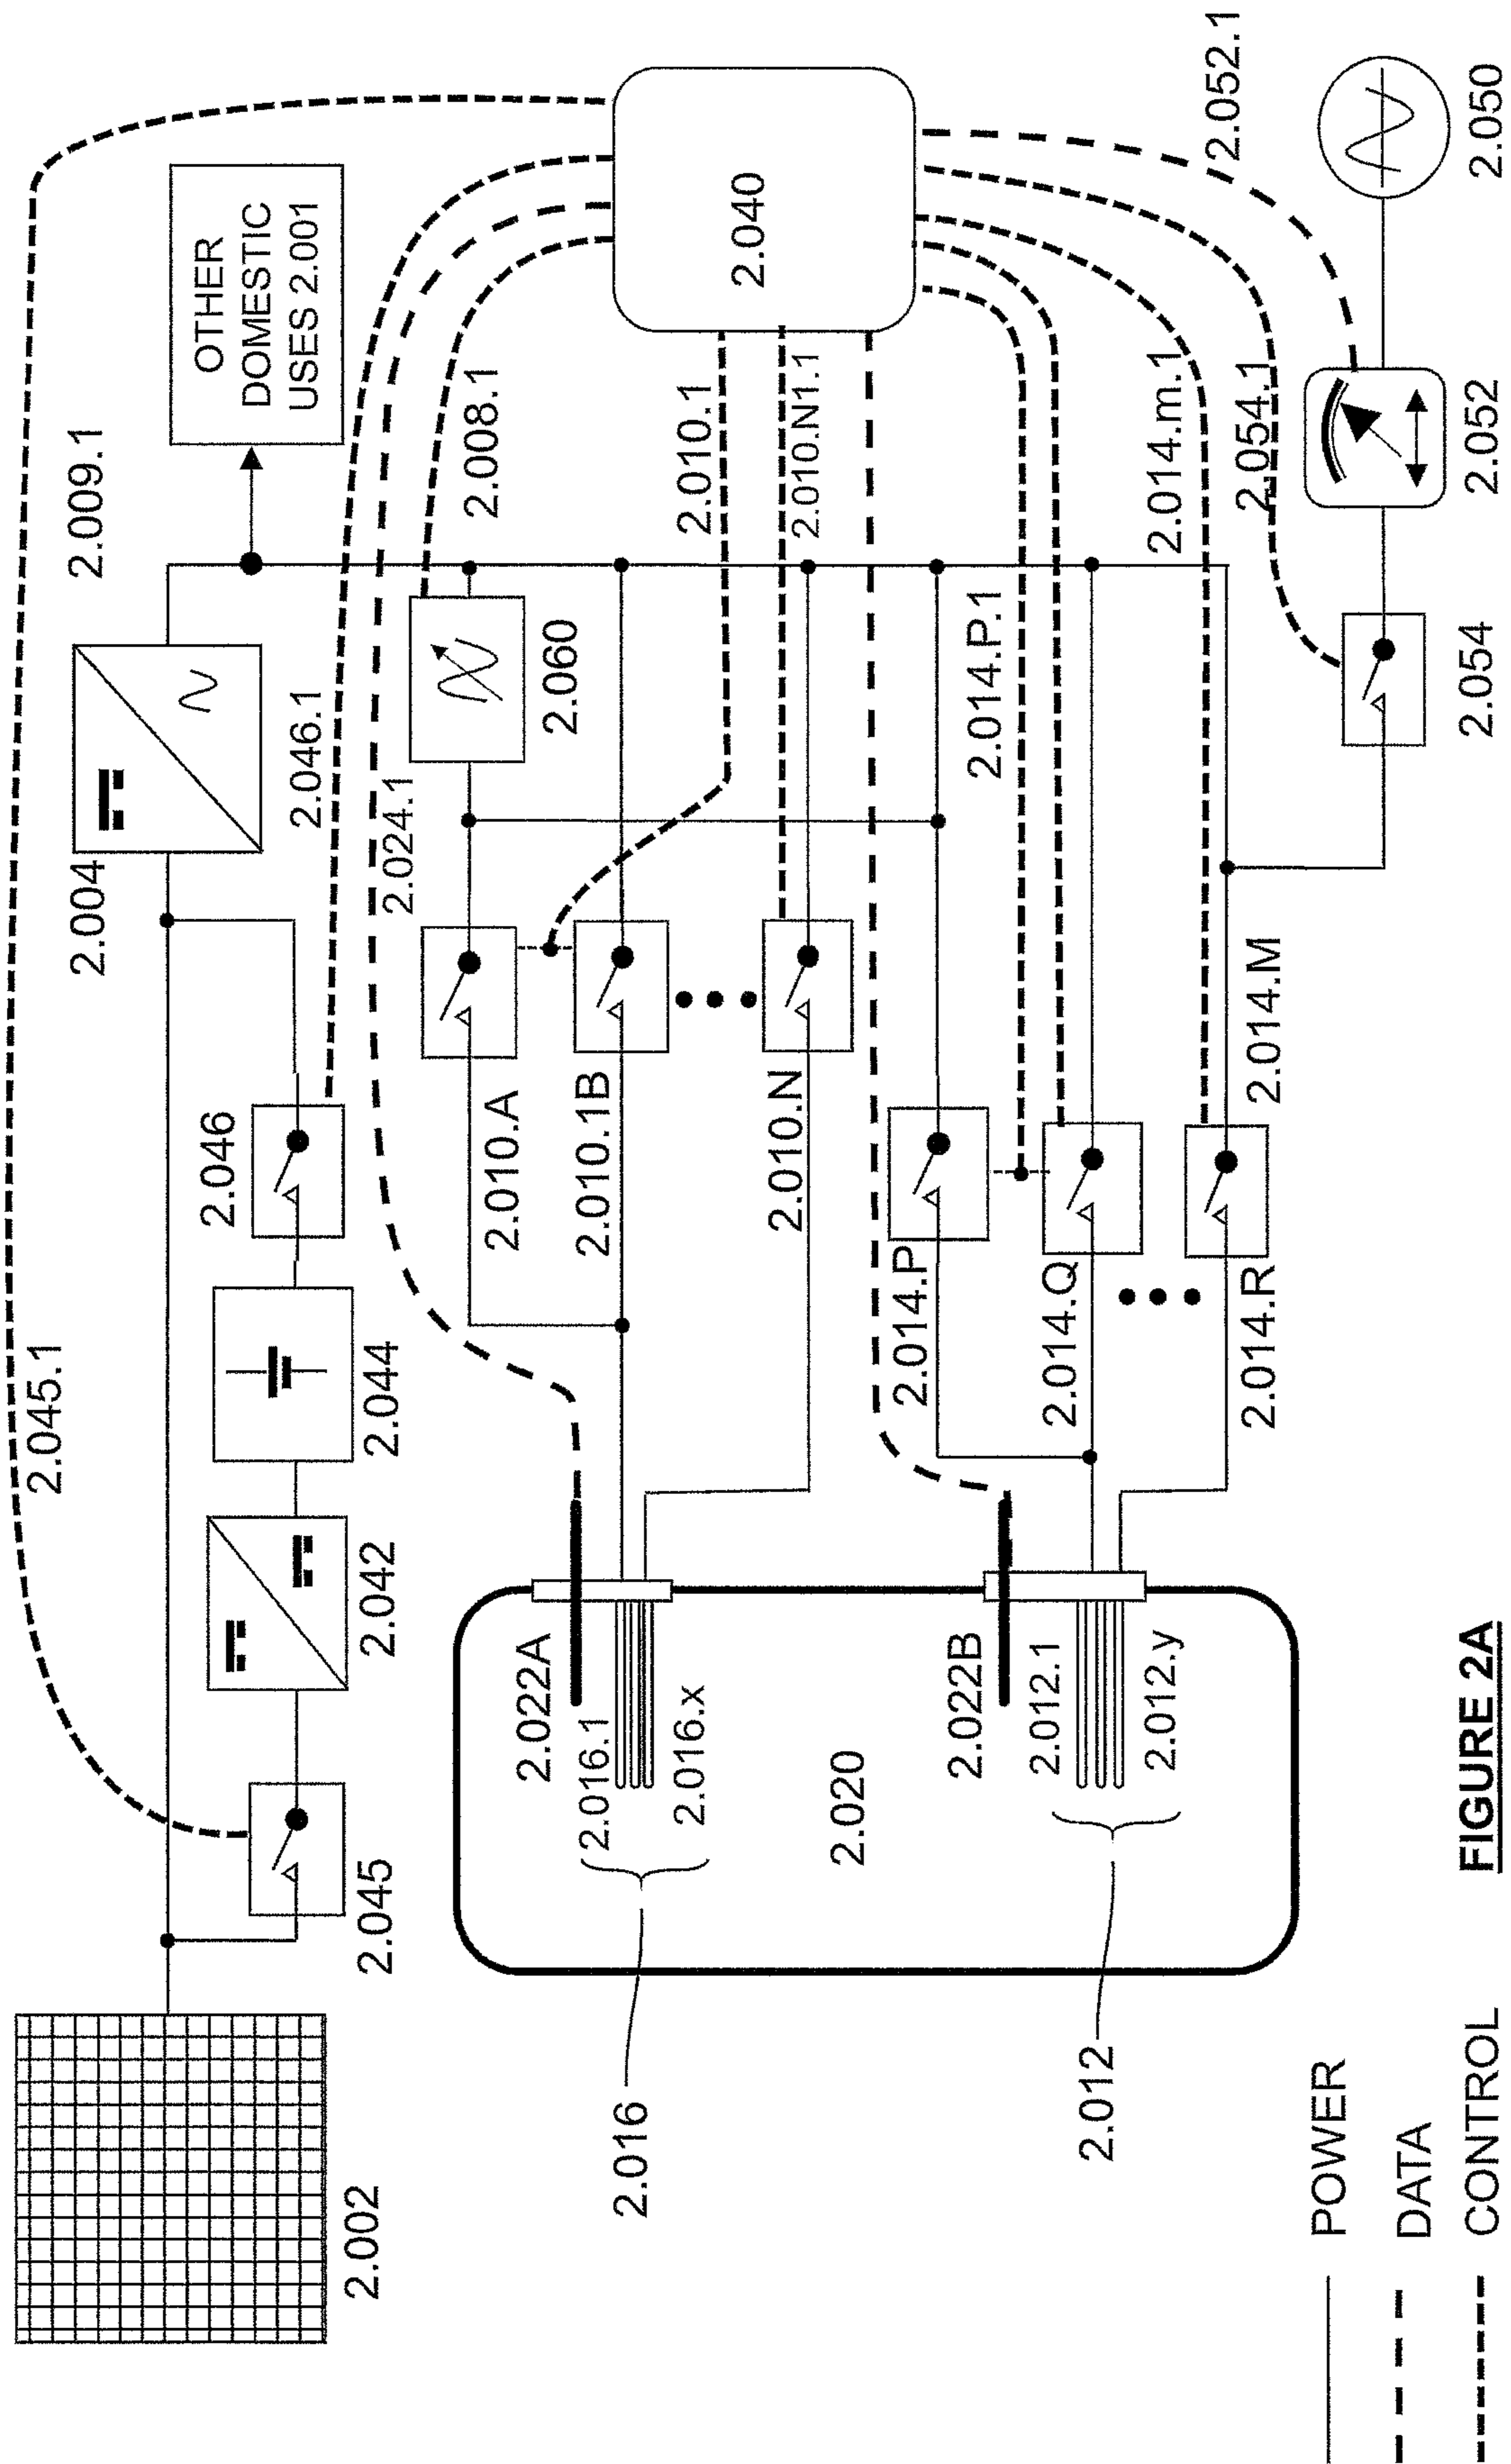 2.002
2.045
2.045.1
2.042
2.044
2.046
2.004
2.046.1
2.009.1
OTHER
DOMESTIC
USES 2.001
2.024.1
2.060
2.008.1
2.010.A
2.010.1B
2.010.N
2.010.1
2.010.N1.1
2.040
2.016
2.016.1
2.016.x
2.022A
2.020
2.022B
2.012
2.012.1
2.012.y
2.014.P
2.014.Q
2.014.R
2.014.M
2.014.P.1
2.014.m.1
2.054.1
2.052.1
2.054
2.052
2.050
POWER
DATA
CONTROL
FIGURE 2A